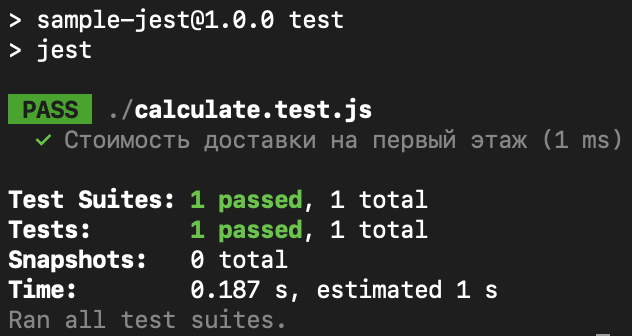 > sample-jest@1.0.0 test
> jest
PASS ./calculate.test.js
✓ Стоимость доставки на первый этаж (1 ms)
Test Suites: 1 passed, 1 total
Tests: 1 passed, 1 total
Snapshots: 0 total
Time: 0.187 s, estimated 1 s
Ran all test suites.